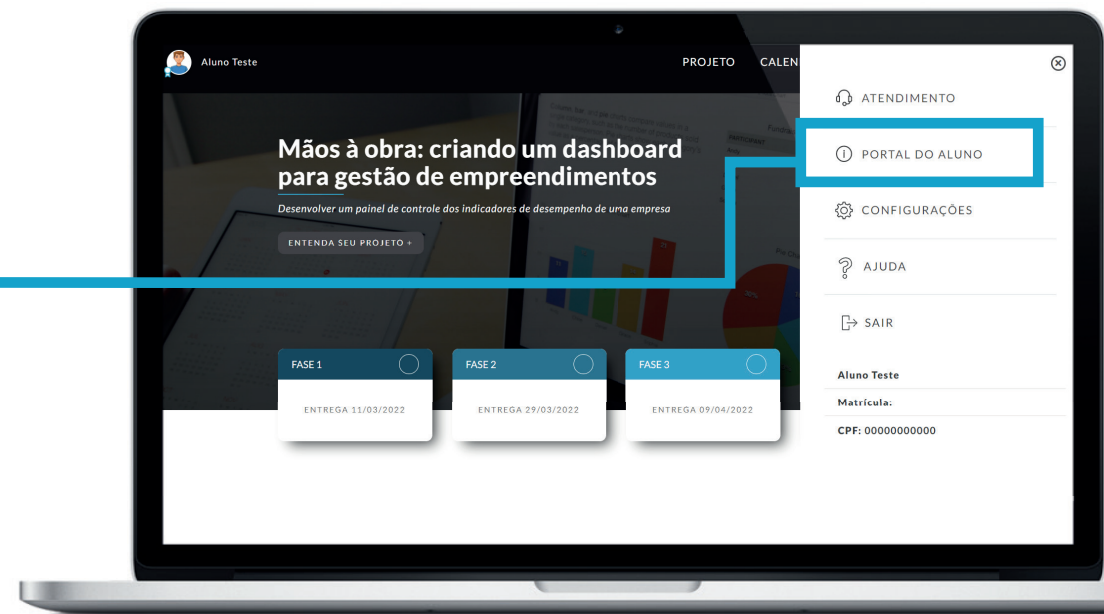 Aluno Teste
PROJETO
CALEN
Mãos à obra: criando um dashboard
para gestão de empreendimentos
Desenvolver um painel de controle dos indicadores de desempenho de uma empresa
ENTENDA SEU PROJETO +
FASE 1
ENTREGA 11/03/2022
FASE 2
ENTREGA 29/03/2022
FASE 3
ENTREGA 09/04/2022
ATENDIMENTO
PORTAL DO ALUNO
CONFIGURAÇÕES
AJUDA
SAIR
Aluno Teste
Matrícula:
CPF: 00000000000